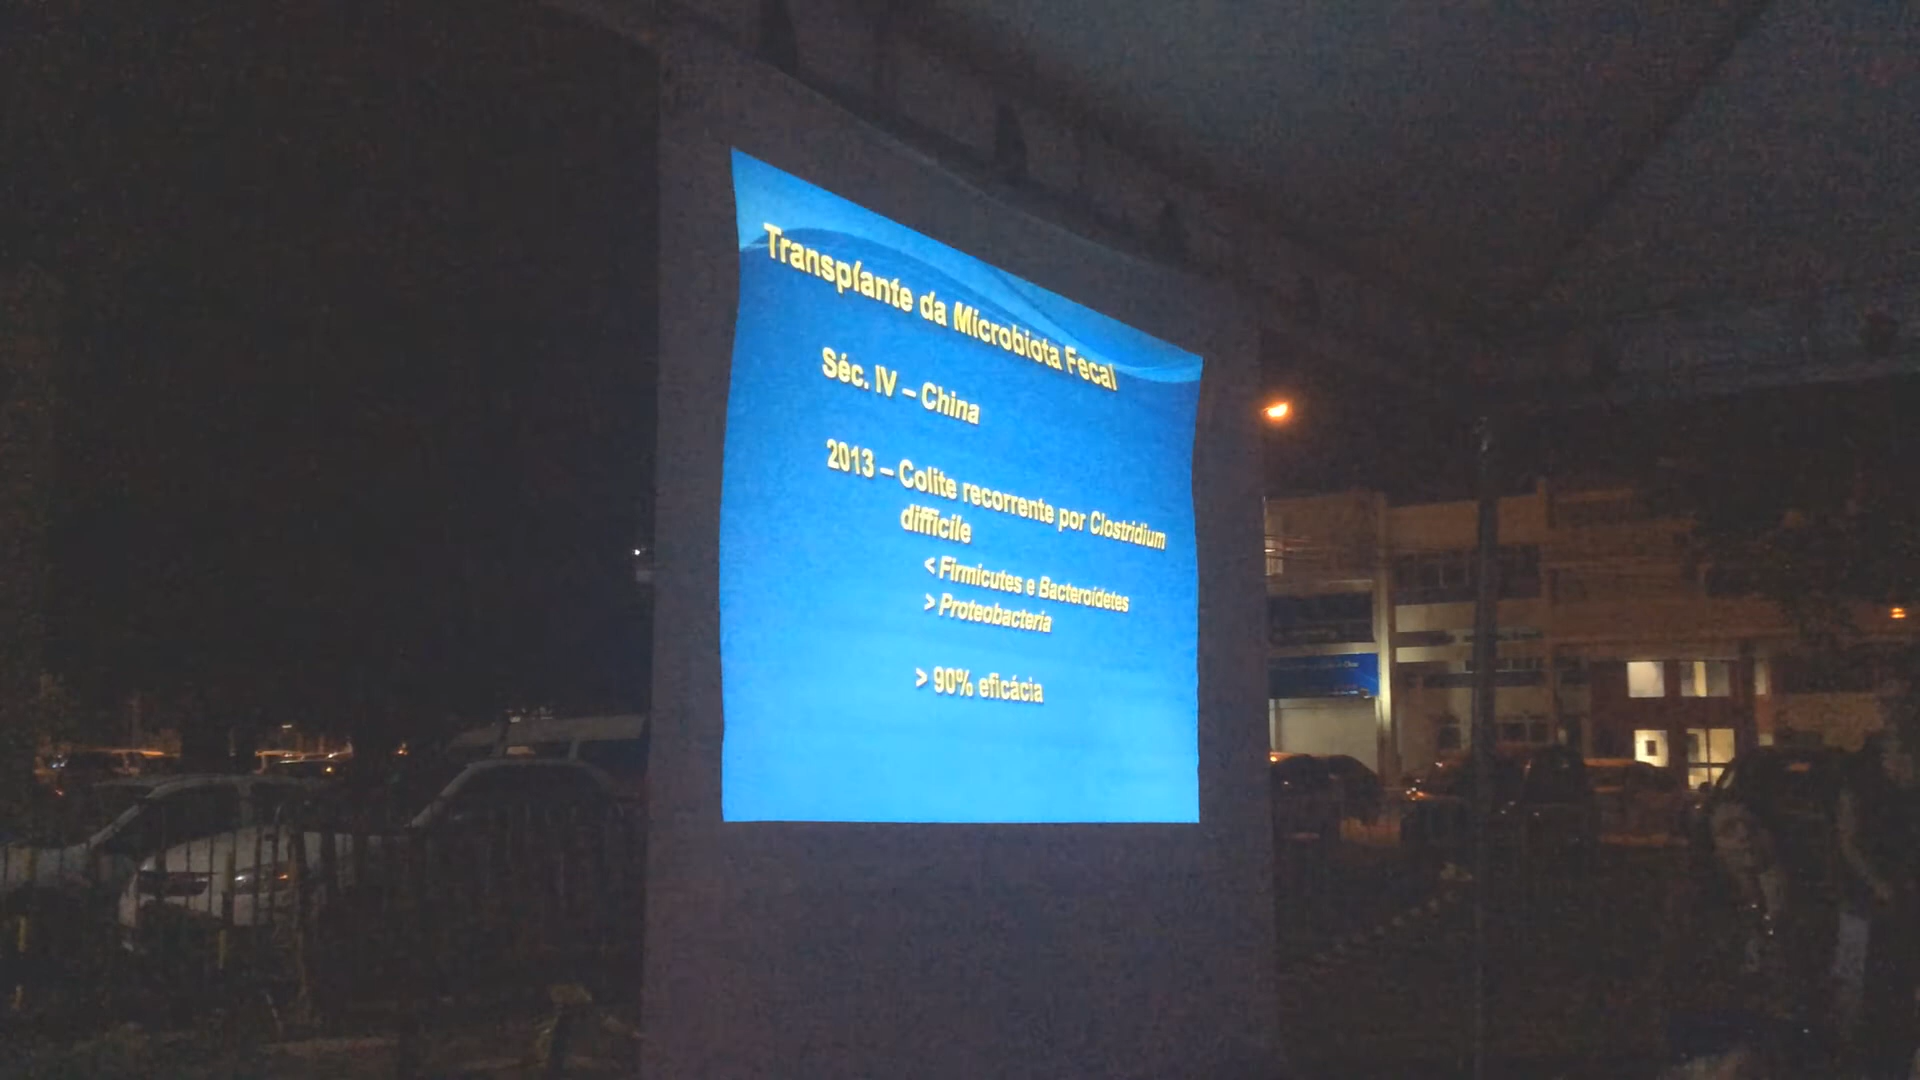 Transplante da Microbiota Fecal
Séc. IV – China
2013 – Colite recorrente por Clostridium
difficile
< Firmicutes e Bacteroidetes
> Proteobacteria
> 90% eficácia